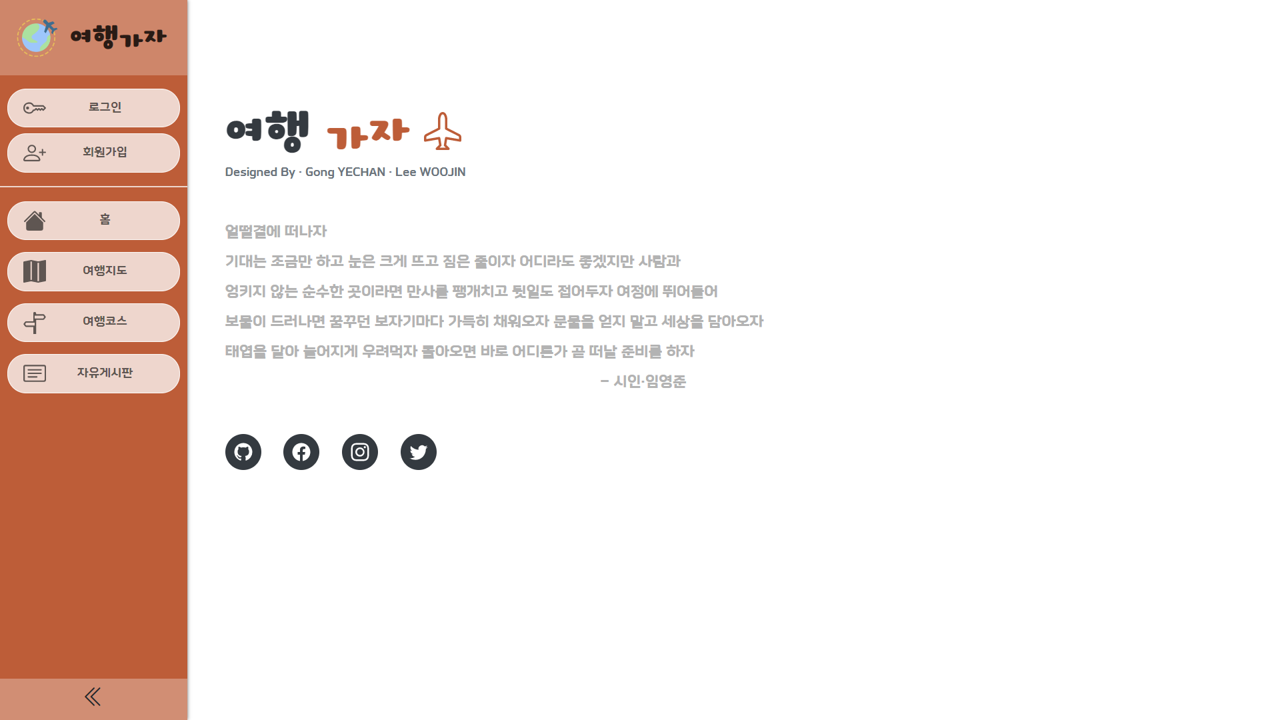 여행가자
로그인
회원가입
홈
여행지도
여행코스
자유게시판
여행 가자
Designed By · Gong YECHAN · Lee WOOJIN
얼떨결에 떠나자
기대는 조금만 하고 눈은 크게 뜨고 짐은 줄이자 어디라도 좋겠지만 사람과
엉키지 않는 순수한 곳이라면 만사를 팽개치고 뒷일도 접어두자 여정에 뛰어들어
보물이 드러나면 꿈꾸던 보자기마다 가득히 채워오자 문물을 얻지 말고 세상을 담아오자
태엽을 달아 늘어지게 우려먹자 돌아오면 바로 어디론가 곧 떠날 준비를 하자
- 시인·임영준